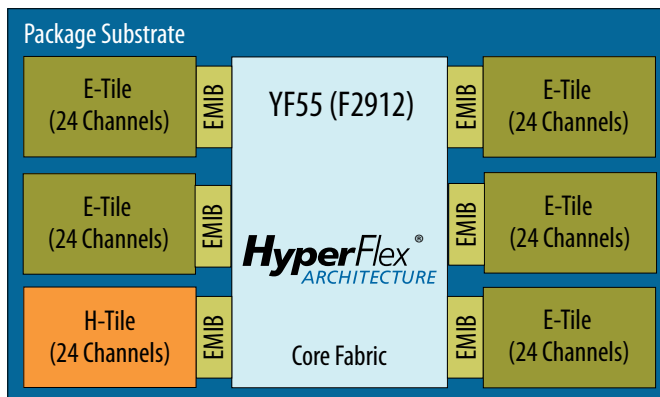 Package Substrate
E-Tile
(24 Channels)
EMIB
YF55 (F2912)
EMIB
E-Tile
(24 Channels)
E-Tile
(24 Channels)
EMIB
HyperFlex®
ARCHITECTURE
EMIB
E-Tile
(24 Channels)
H-Tile
(24 Channels)
EMIB
Core Fabric
EMIB
E-Tile
(24 Channels)